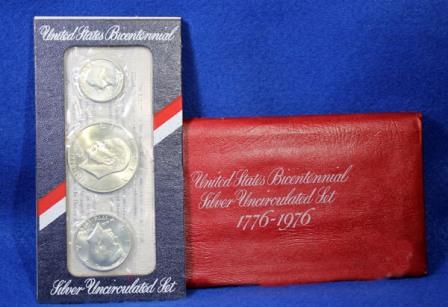 United States Bicentennial
Silver Uncirculated Set
United States Bicentennial
Silver Uncirculated Set
1776-1976